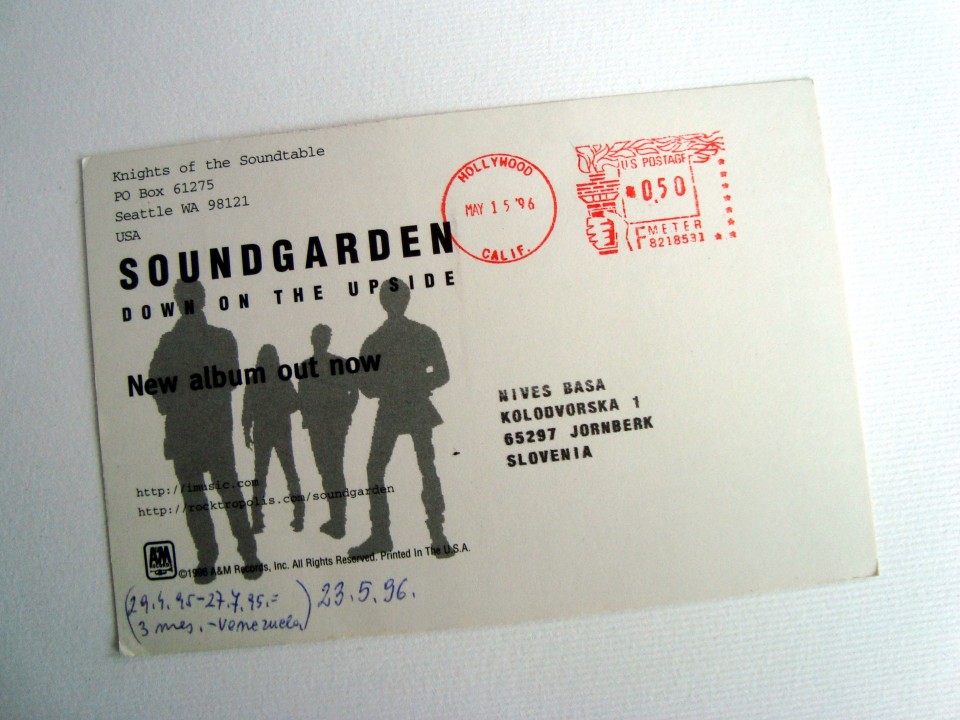 Knights of the Soundtable
PO Box 61275
Seattle WA 98121
USA
SOUNDGARDEN
DOWN ON THE UPSIDE
New album out now
http://imusic.com
http://rocktropolis.com/soundgarden
A&M
RECORDS
©1996 A&M Records, Inc. All Rights Reserved. Printed In The U.S.A.
(29.4.95-27.7.95.=
3 mes.-Venezuela)
23.5.96.
HOLLYWOOD
MAY 15 '96
CALIF.
US POSTAGE
0.50
F METER
8218531
NIVES BASA
KOLODVORSKA 1
65297 JORNBERK
SLOVENIA